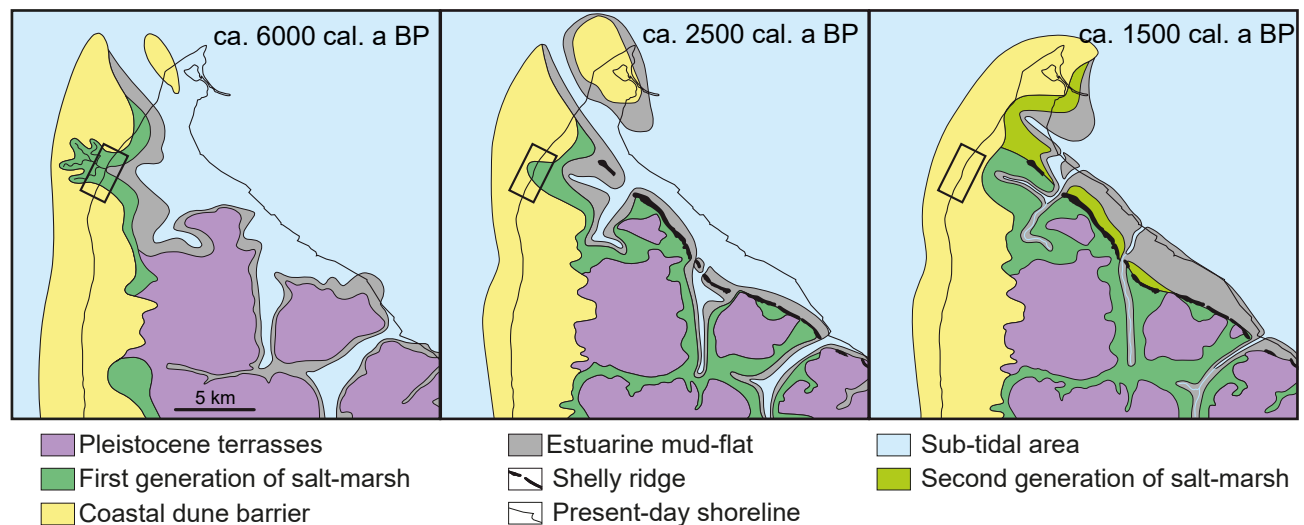 ca. 6000 cal. a BP
ca. 2500 cal. a BP
ca. 1500 cal. a BP
5 km
Pleistocene terrasses
Estuarine mud-flat
Sub-tidal area
First generation of salt-marsh
Shelly ridge
Second generation of salt-marsh
Coastal dune barrier
Present-day shoreline